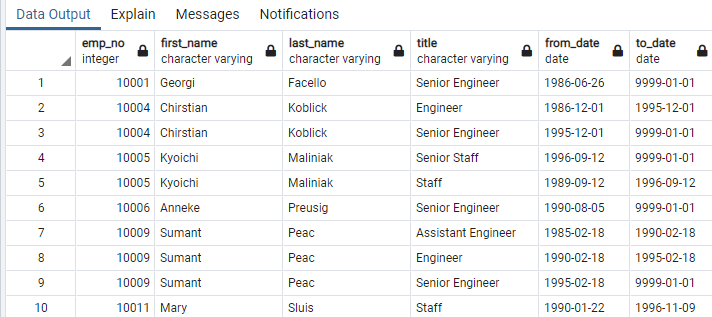 Data Output Explain Messages Notifications
emp_no first_name last_name title from_date to_date
integer character varying character varying character varying date date
1 10001 Georgi Facello Senior Engineer 1986-06-26 9999-01-01
2 10004 Chirstian Koblick Engineer 1986-12-01 1995-12-01
3 10004 Chirstian Koblick Senior Engineer 1995-12-01 9999-01-01
4 10005 Kyoichi Maliniak Senior Staff 1996-09-12 9999-01-01
5 10005 Kyoichi Maliniak Staff 1989-09-12 1996-09-12
6 10006 Anneke Preusig Senior Engineer 1990-08-05 9999-01-01
7 10009 Sumant Peac Assistant Engineer 1985-02-18 1990-02-18
8 10009 Sumant Peac Engineer 1990-02-18 1995-02-18
9 10009 Sumant Peac Senior Engineer 1995-02-18 9999-01-01
10 10011 Mary Sluis Staff 1990-01-22 1996-11-09